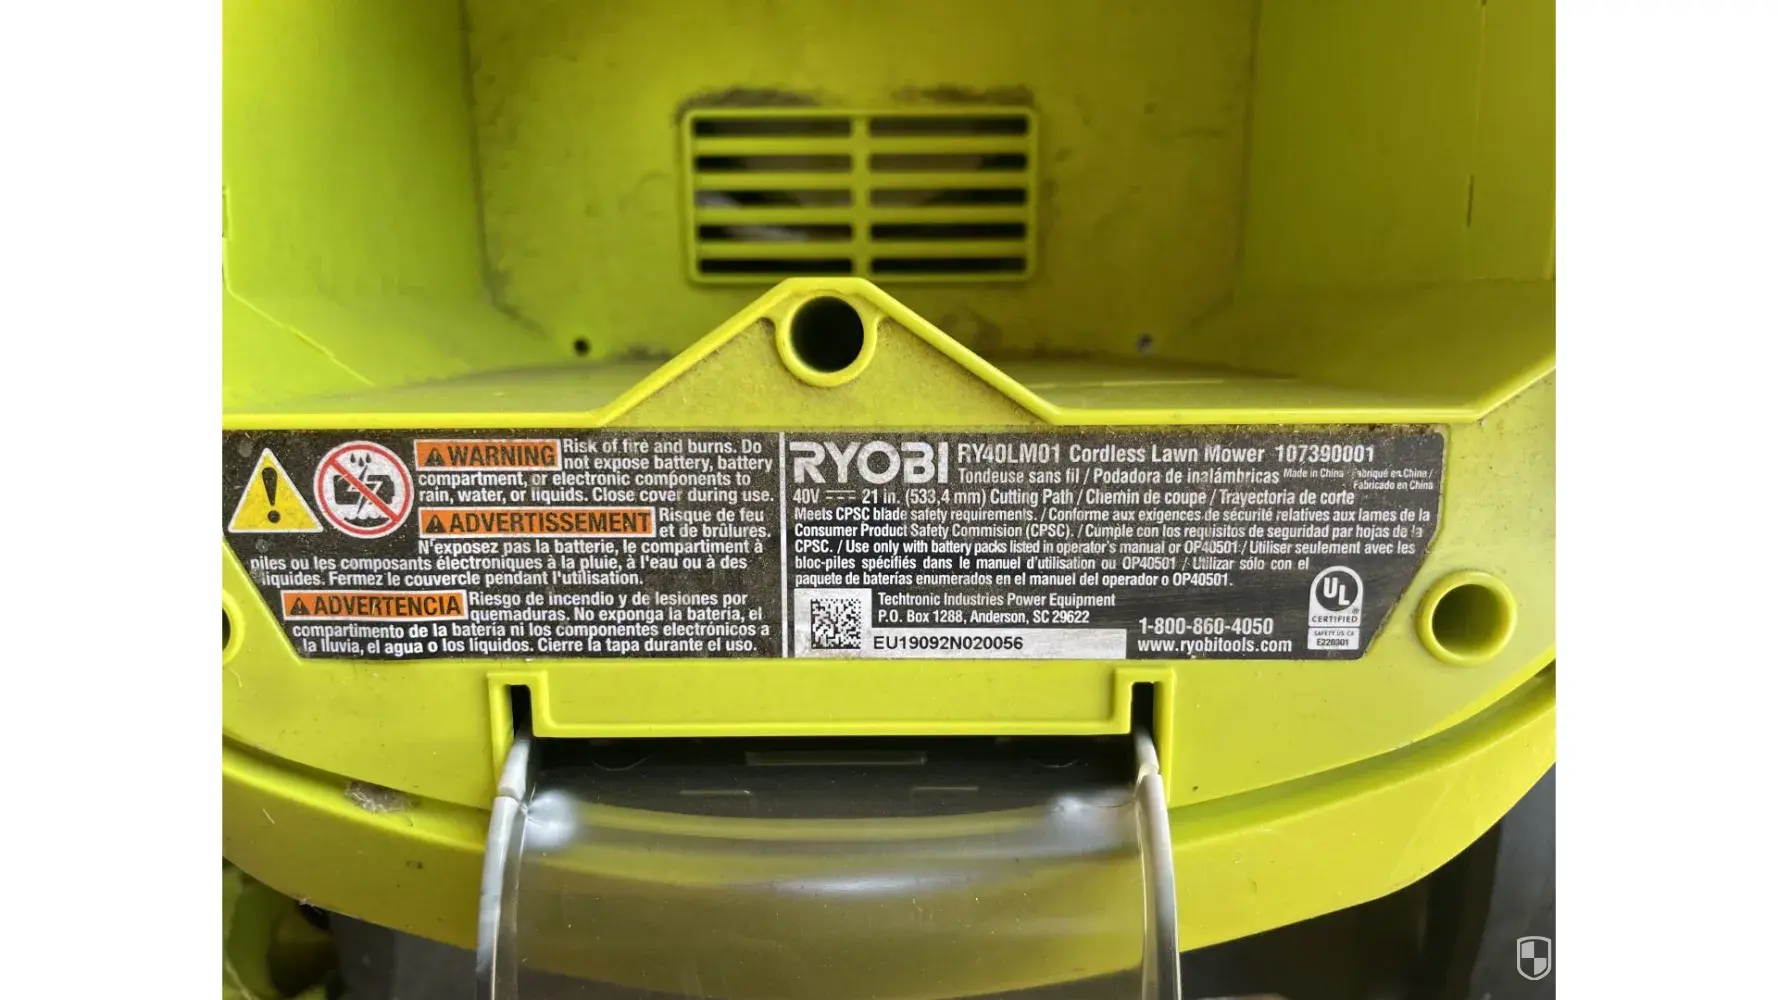 WARNING Risk of fire and burns. Do
not expose battery, battery
compartment, or electronic components to
rain, water, or liquids. Close cover during use.
ADVERTISSEMENT Risque de feu
et de brûlures.
N'exposez pas la batterie, le compartiment à
piles ou les composants électroniques à la pluie, à l'eau ou à des
liquides. Fermez le couvercle pendant l'utilisation.
ADVERTENCIA Riesgo de incendio y de lesiones por
quemaduras. No exponga la batería, el
compartimento de la batería ni los componentes electrónicos a
la lluvia, el agua o los líquidos. Cierre la tapa durante el uso.
RYOBI RY40LM01 Cordless Lawn Mower 107390001
Tondeuse sans fil / Podadora de inalámbricas Made in China / Fabriqué en Chine /
Fabricado en China
40V 21 in. (533,4 mm) Cutting Path / Chemin de coupe / Trayectoria de corte
Meets CPSC blade safety requirements. / Conforme aux exigences de sécurité relatives aux lames de la
Consumer Product Safety Commision (CPSC). / Cumple con los requisitos de seguridad par hojas de la
CPSC. / Use only with battery packs listed in operator's manual or OP40501 / Utiliser seulement avec les
bloc-piles spécifiés dans le manuel d'utilisation ou OP40501 / Utilizar sólo con el
paquete de baterías enumerados en el manuel del operador o OP40501.
Techtronic Industries Power Equipment
P.O. Box 1288, Anderson, SC 29622
EU19092N020056
1-800-860-4050
www.ryobitools.com
UL
CERTIFIED
SAFETY US CA
E228301